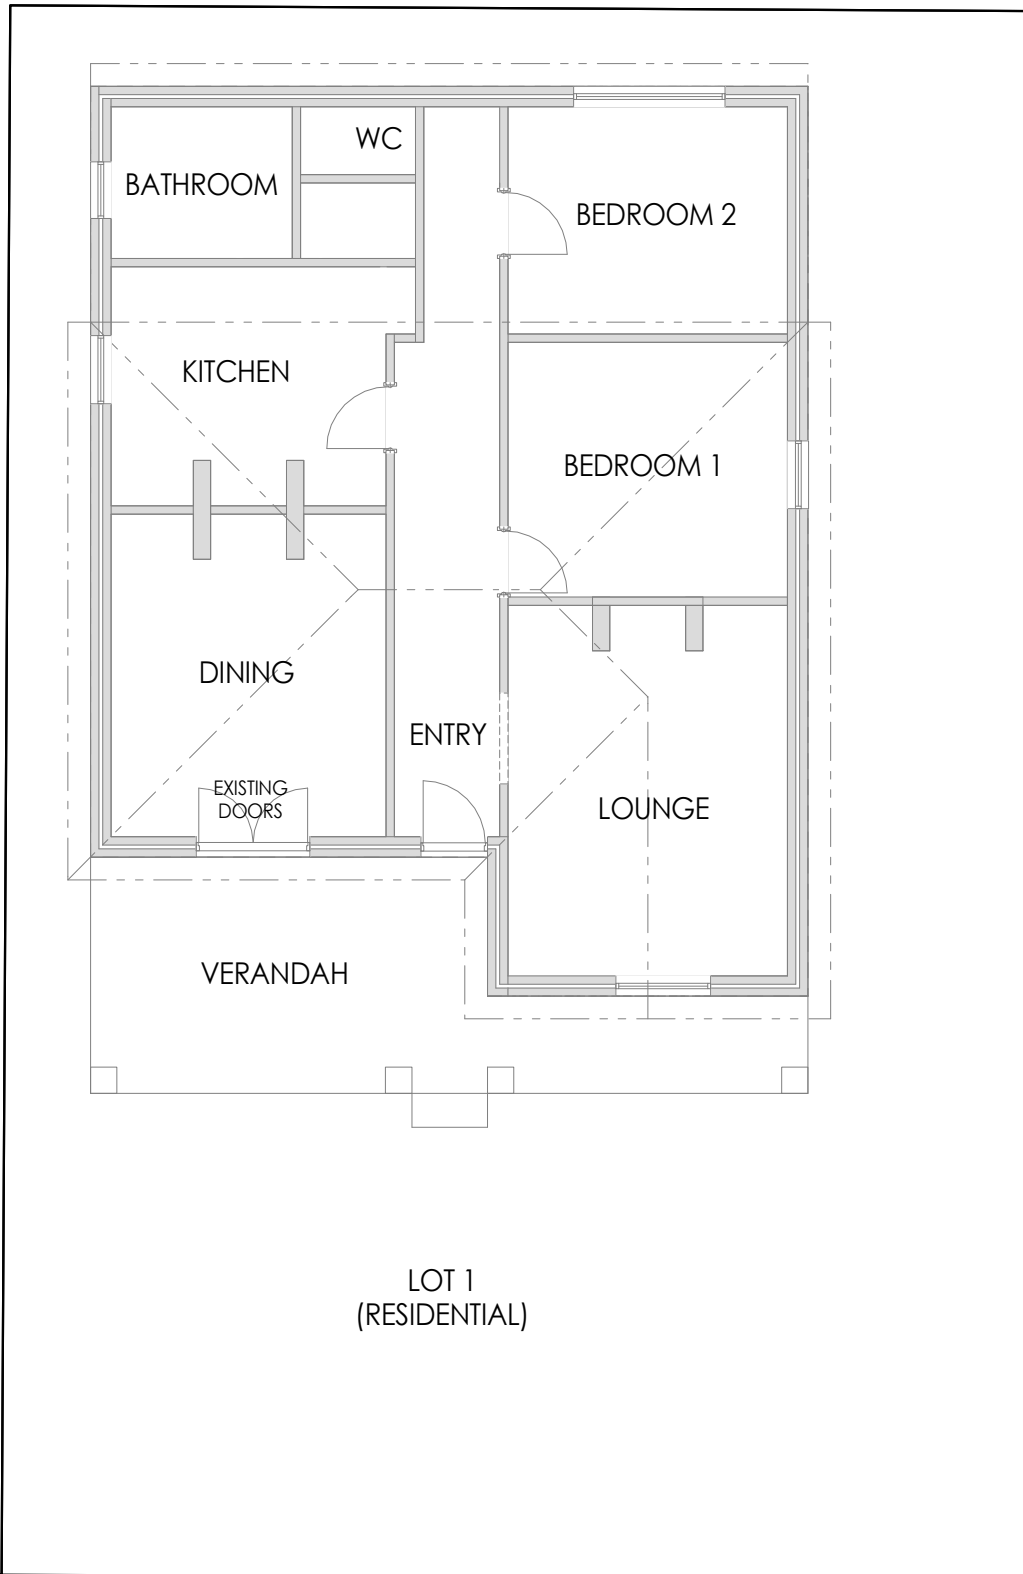 WC
BATHROOM
BEDROOM 2
KITCHEN
BEDROOM 1
DINING
ENTRY
EXISTING
DOORS
LOUNGE
VERANDAH
LOT 1
(RESIDENTIAL)